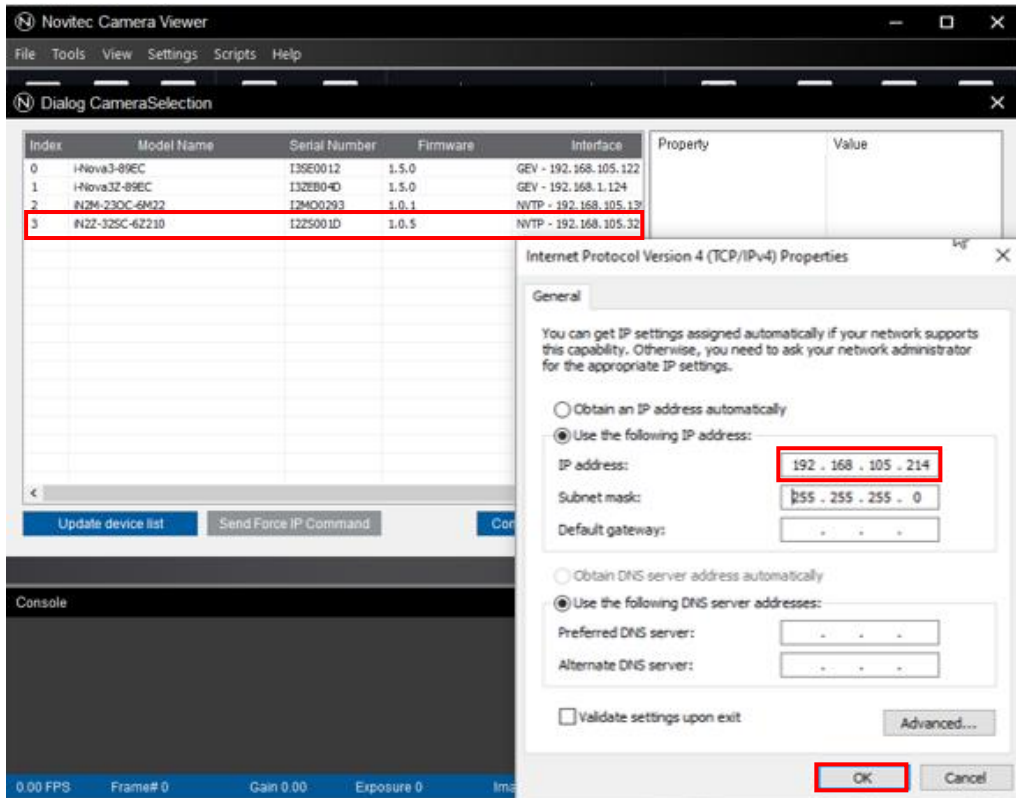 Novitec Camera Viewer
File Tools View Settings Scripts Help
Dialog CameraSelection
Index Model Name Serial Number Firmware Interface Property Value
0 i-Nova3-89EC I3SE0012 1.5.0 GEV - 192.168.105.122
1 i-Nova3Z-89EC I3ZEB04D 1.5.0 GEV - 192.168.1.124
2 iN2M-23OC-6M22 I2MO0293 1.0.1 NVTP - 192.168.105.13
3 iN2Z-32SC-6Z210 I2ZS001D 1.0.5 NVTP - 192.168.105.32
Internet Protocol Version 4 (TCP/IPv4) Properties
General
You can get IP settings assigned automatically if your network supports
this capability. Otherwise, you need to ask your network administrator
for the appropriate IP settings.
Obtain an IP address automatically
Use the following IP address:
IP address: 192 . 168 . 105 . 214
Subnet mask: 255 . 255 . 255 . 0
Default gateway: . . .
Obtain DNS server address automatically
Use the following DNS server addresses:
Preferred DNS server: . . .
Alternate DNS server: . . .
Validate settings upon exit
Advanced...
OK Cancel
Update device list Send Force IP Command Con
Console
0.00 FPS Frame# 0 Gain 0.00 Exposure 0 Ima